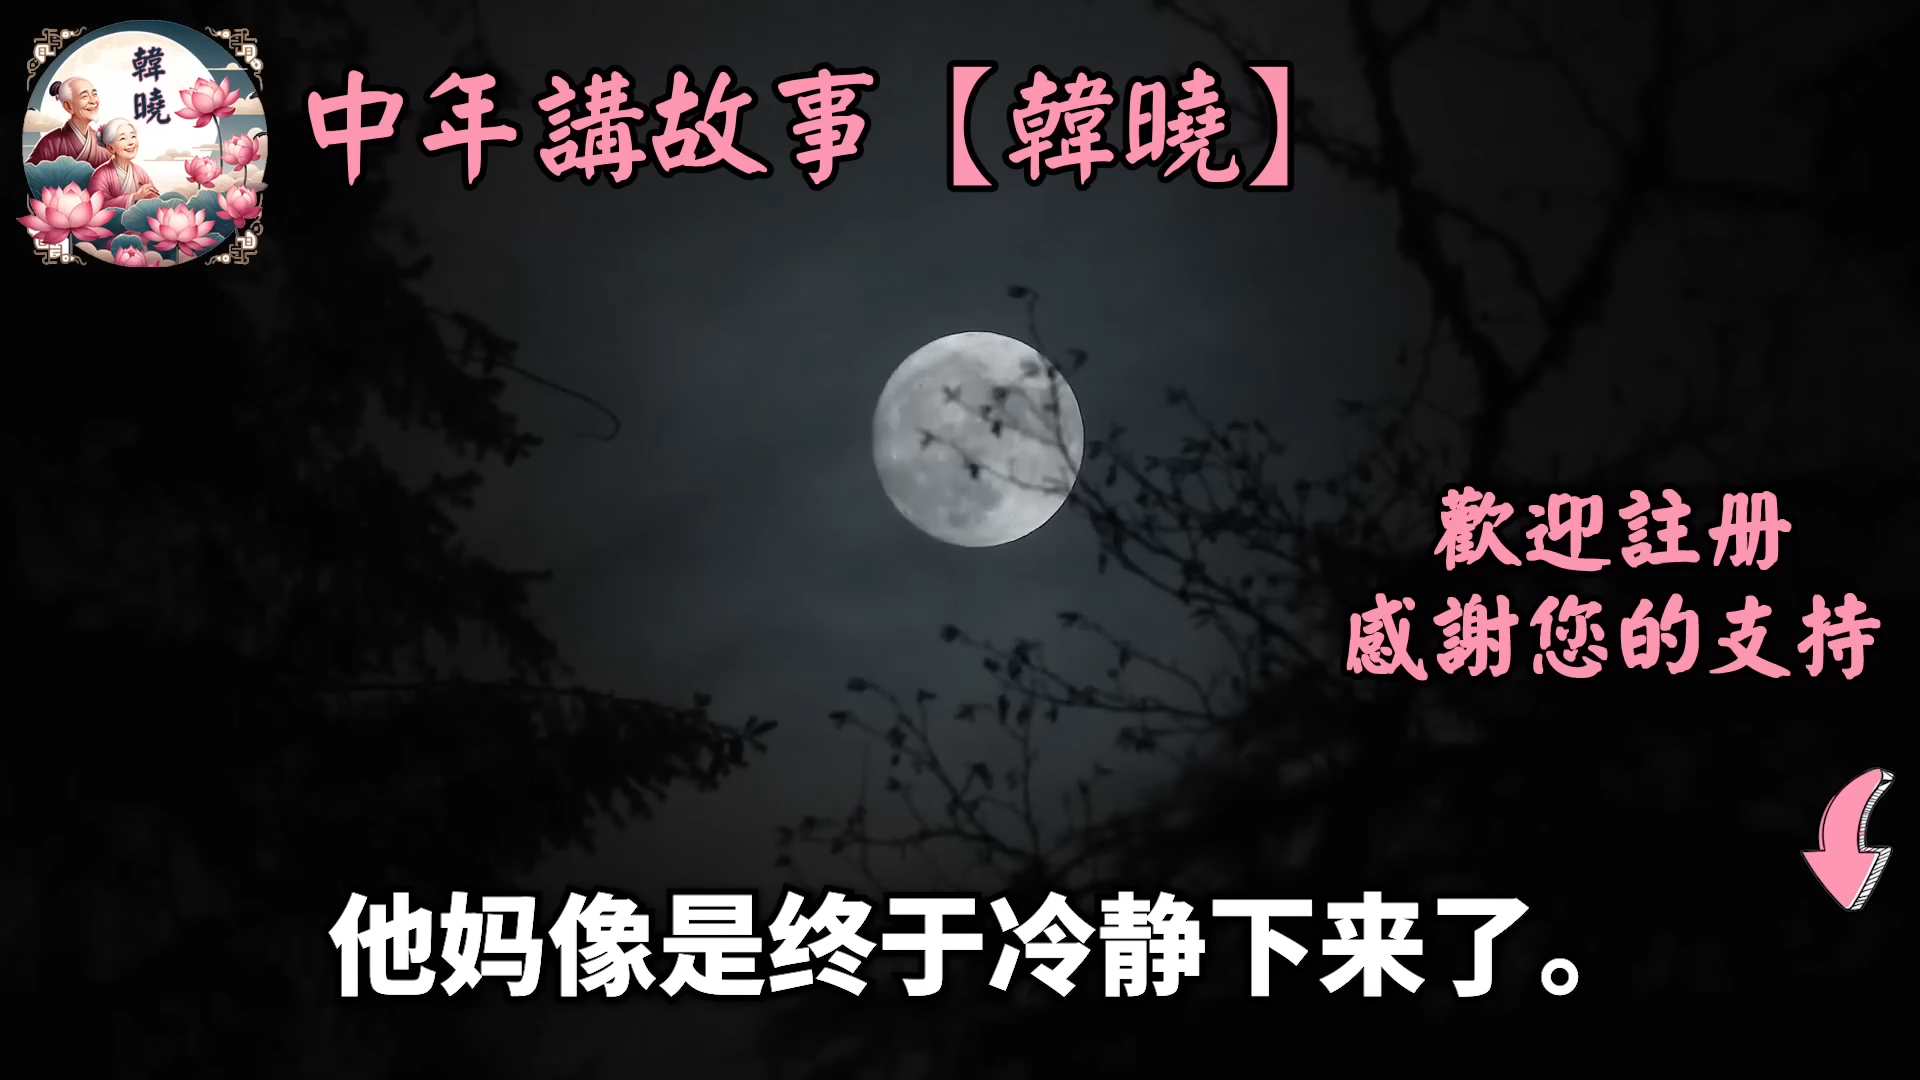 韓曉
中年講故事【韓曉】
歡迎註册
感謝您的支持
他妈像是终于冷静下来了。